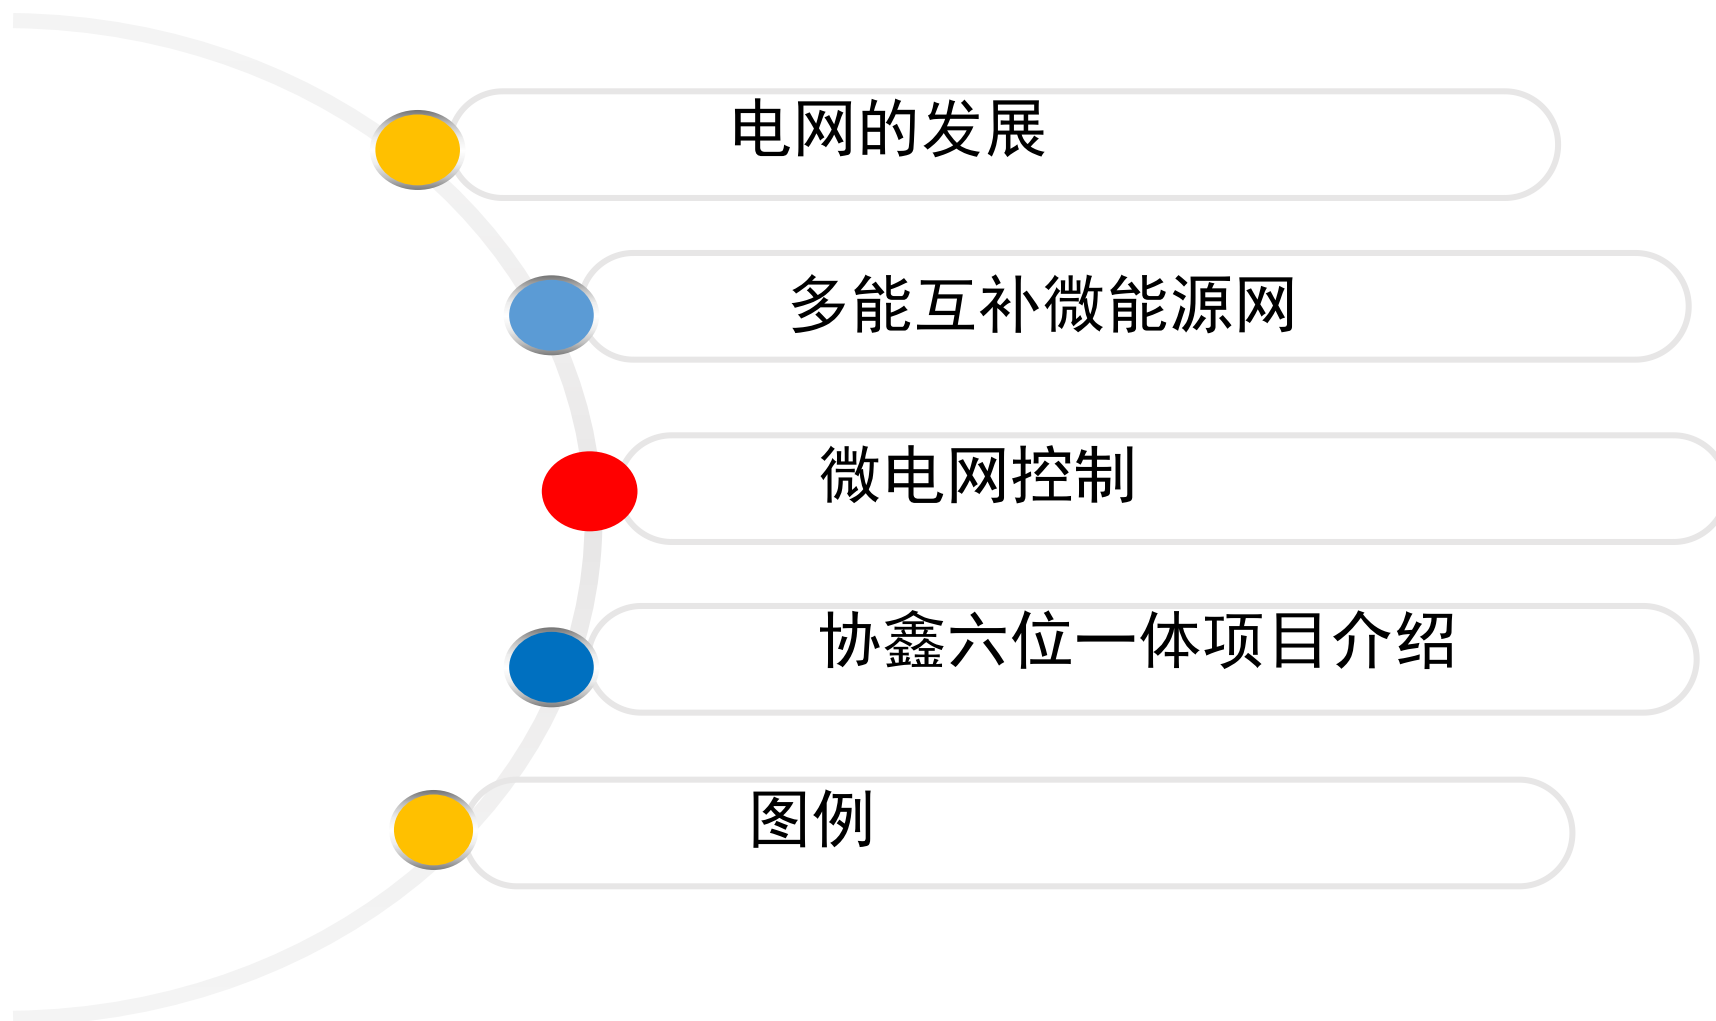 电网的发展
多能互补微能源网
微电网控制
协鑫六位一体项目介绍
图例